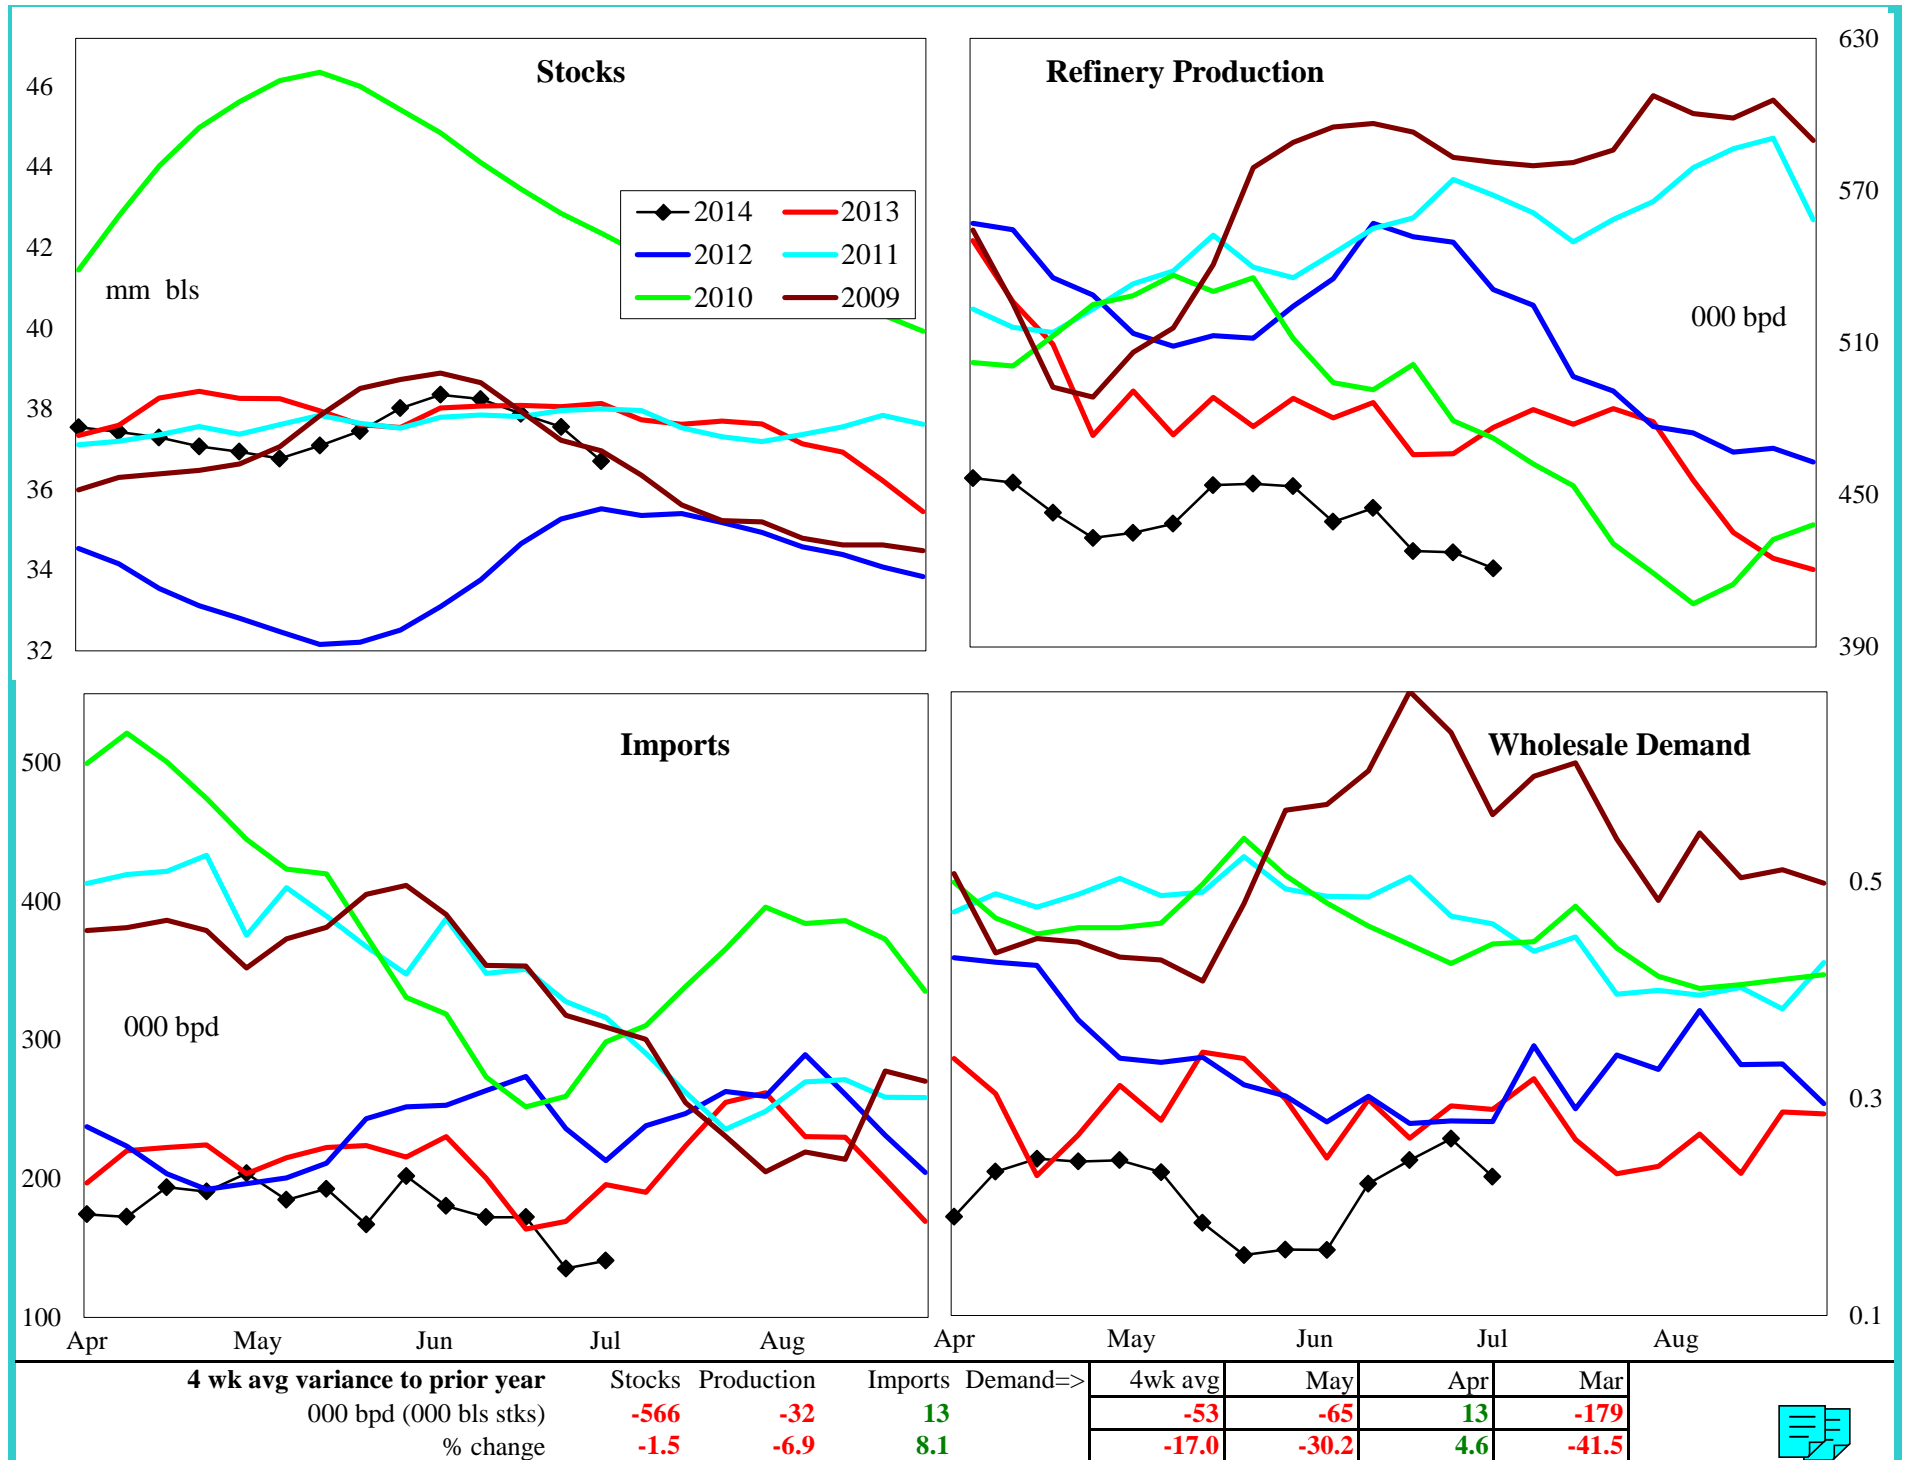 Stocks
46
44
42
40
38
36
34
32
mm bls
2014
2013
2012
2011
2010
2009
Refinery Production
630
570
510
450
390
000 bpd
Imports
500
400
300
200
100
000 bpd
Apr May Jun Jul Aug
Wholesale Demand
0.5
0.3
0.1
Apr May Jun Jul Aug
4 wk avg variance to prior year Stocks Production Imports Demand=> 4wk avg May Apr Mar
000 bpd (000 bls stks) -566 -32 13 -53 -65 13 -179
% change -1.5 -6.9 8.1 -17.0 -30.2 4.6 -41.5